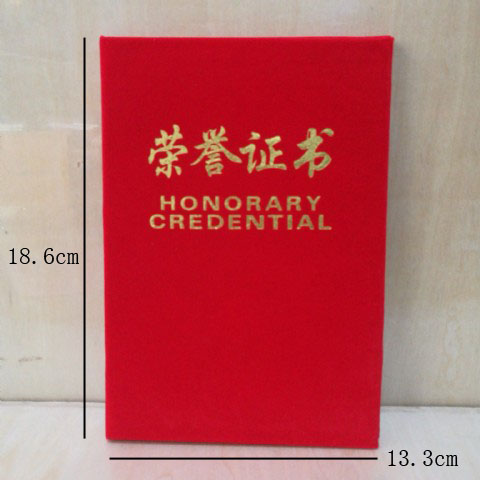 荣誉证书
HONORARY
CREDENTIAL
18.6cm
13.3cm